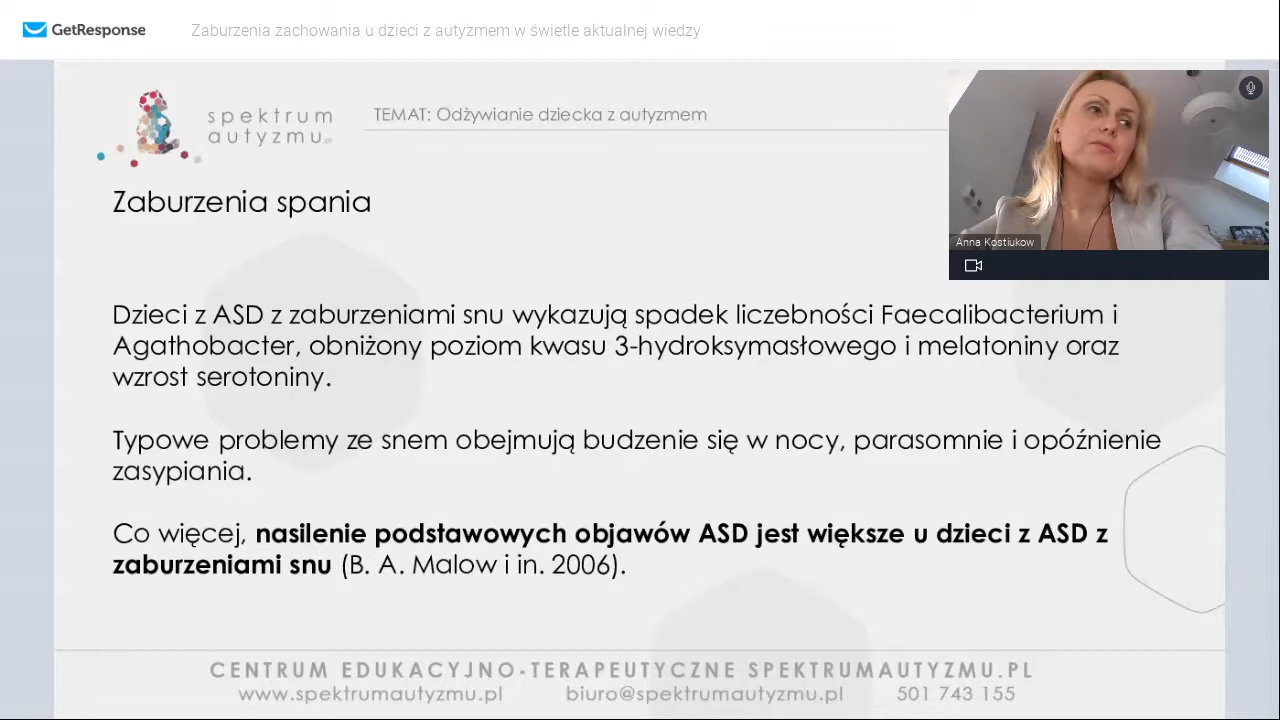 GetResponse
Zaburzenia zachowania u dzieci z autyzmem w świetle aktualnej wiedzy
spektrum
autyzmu.pl
TEMAT: Odżywianie dziecka z autyzmem
Anna Kostiukow
Zaburzenia spania
Dzieci z ASD z zaburzeniami snu wykazują spadek liczebności Faecalibacterium i
Agathobacter, obniżony poziom kwasu 3-hydroksymasłowego i melatoniny oraz
wzrost serotoniny.
Typowe problemy ze snem obejmują budzenie się w nocy, parasomnie i opóźnienie
zasypiania.
Co więcej, nasilenie podstawowych objawów ASD jest większe u dzieci z ASD z
zaburzeniami snu (B. A. Malow i in. 2006).
CENTRUM EDUKACYJNO-TERAPEUTYCZNE SPEKTRUMAUTYZMU.PL
www.spektrumautyzmu.pl biuro@spektrumautyzmu.pl 501 743 155